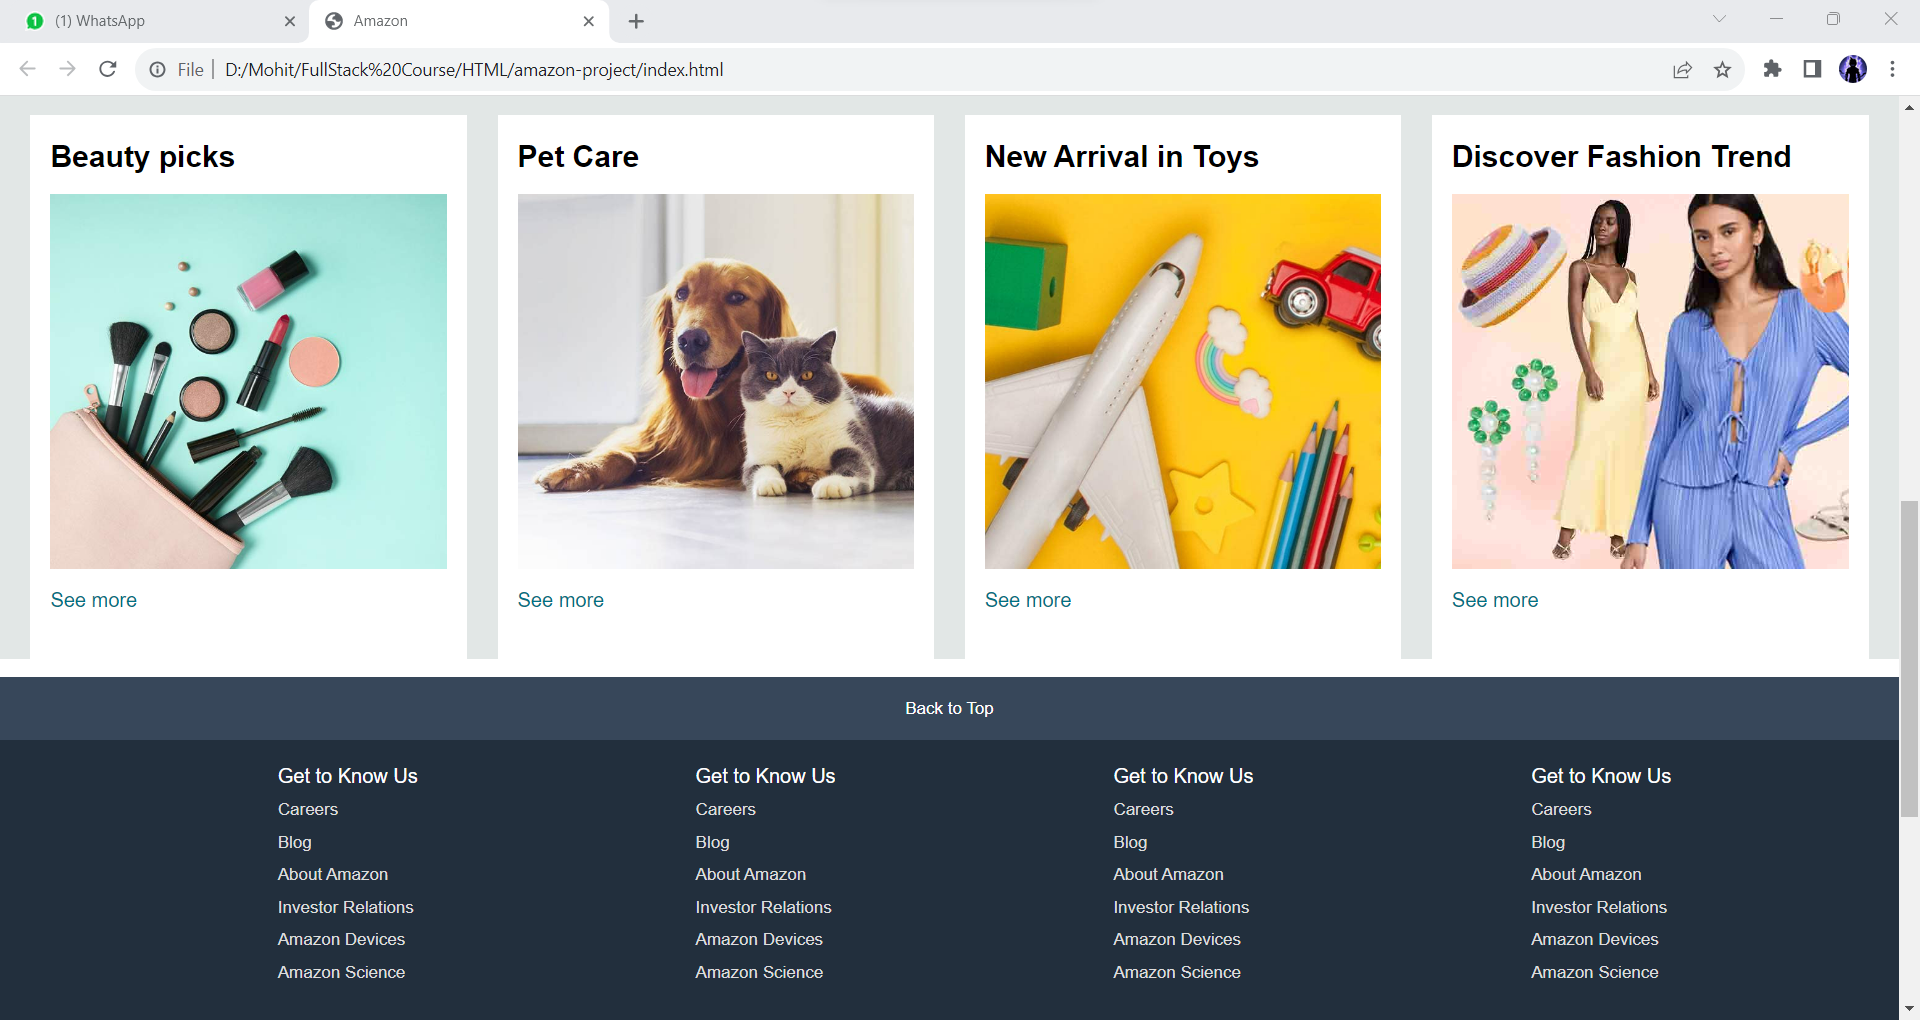 (1) WhatsApp
Amazon
File
D:/Mohit/FullStack%20Course/HTML/amazon-project/index.html
Beauty picks
Pet Care
New Arrival in Toys
Discover Fashion Trend
See more
See more
See more
See more
Back to Top
Get to Know Us
Careers
Blog
About Amazon
Investor Relations
Amazon Devices
Amazon Science
Get to Know Us
Careers
Blog
About Amazon
Investor Relations
Amazon Devices
Amazon Science
Get to Know Us
Careers
Blog
About Amazon
Investor Relations
Amazon Devices
Amazon Science
Get to Know Us
Careers
Blog
About Amazon
Investor Relations
Amazon Devices
Amazon Science